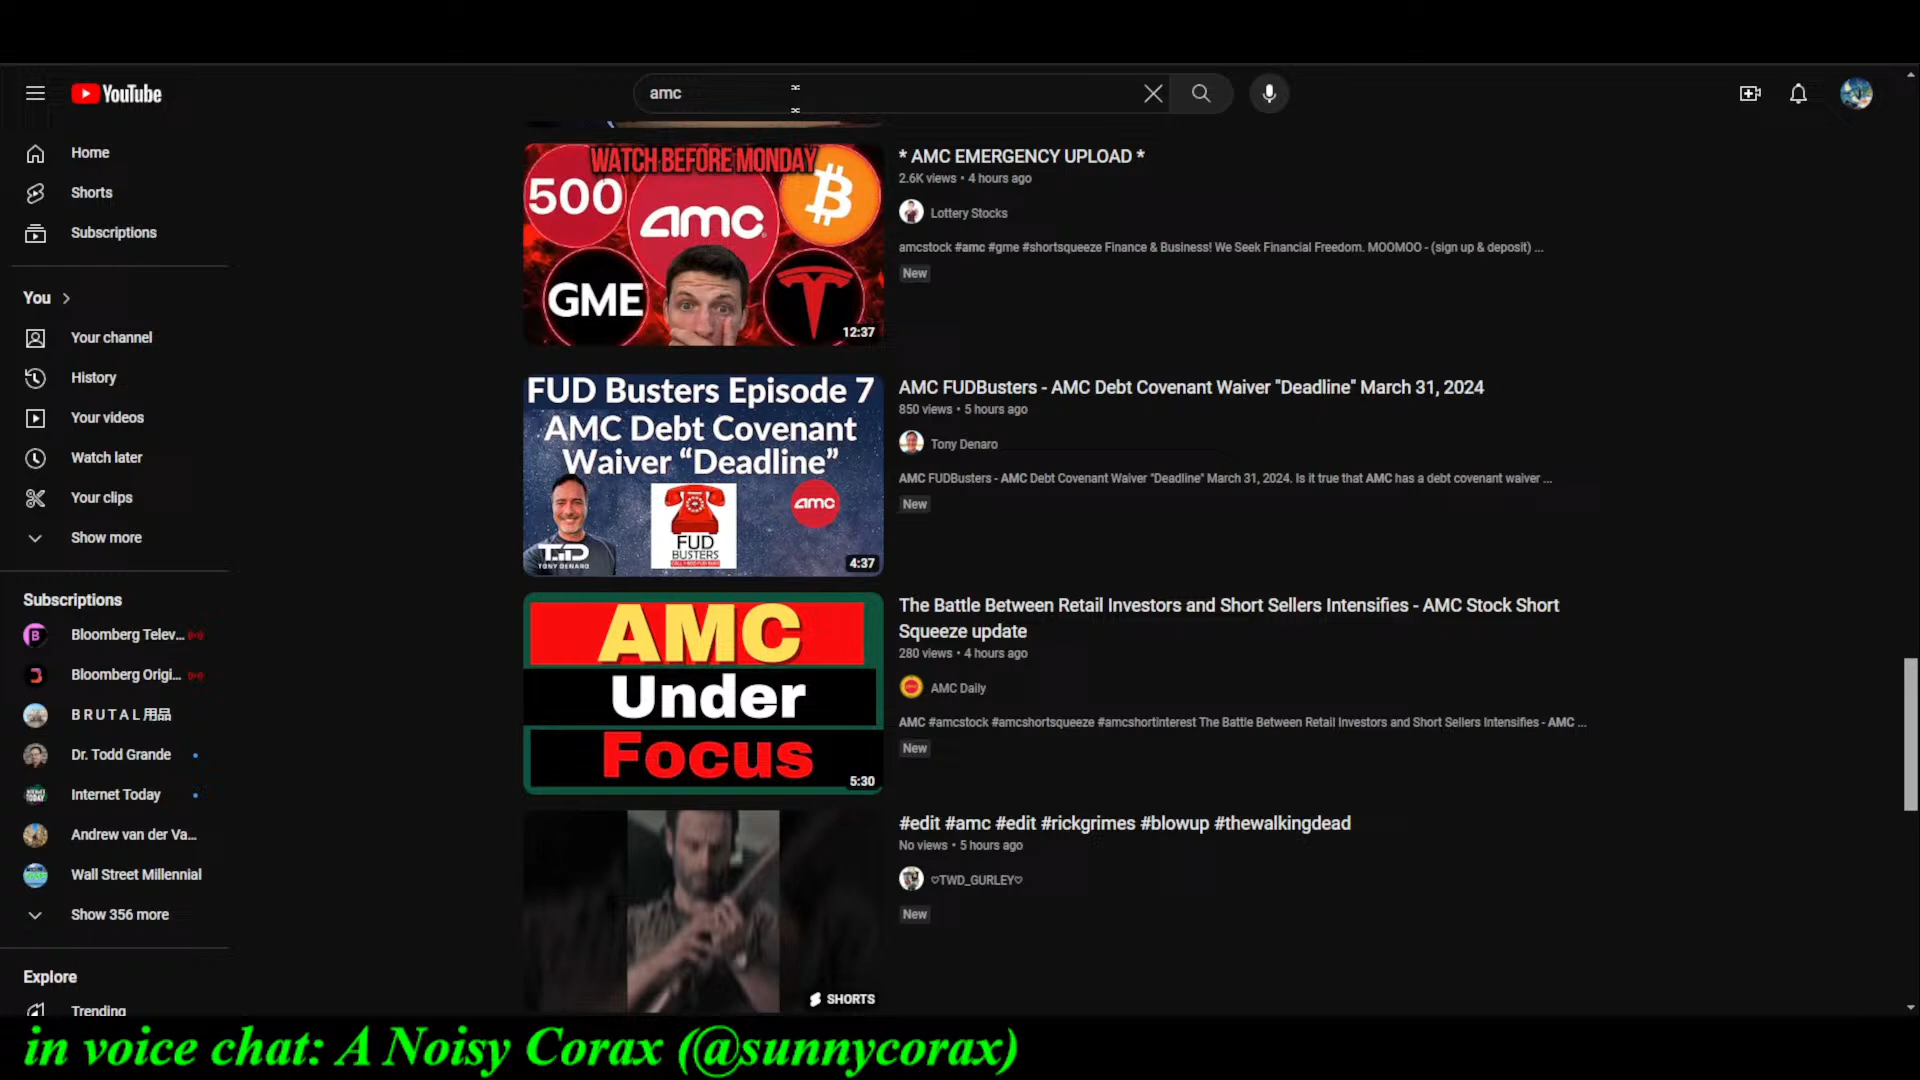 YouTube
amc
Home
Shorts
Subscriptions
You
Your channel
History
Your videos
Watch later
Your clips
Show more
Subscriptions
Bloomberg Telev...
Bloomberg Origi...
B R U T A L 用品
Dr. Todd Grande
Internet Today
Andrew van der Va...
Wall Street Millennial
Show 356 more
Explore
Trending
WATCH BEFORE MONDAY
500
amc
GME
12:37
* AMC EMERGENCY UPLOAD *
2.6K views • 4 hours ago
Lottery Stocks
amcstock #amc #gme #shortsqueeze Finance & Business! We Seek Financial Freedom. MOOMOO - (sign up & deposit) ...
New
FUD Busters Episode 7
AMC Debt Covenant
Waiver “Deadline”
amc
FUD
BUSTERS
TONY DENARO
4:37
AMC FUDBusters - AMC Debt Covenant Waiver "Deadline" March 31, 2024
850 views • 5 hours ago
Tony Denaro
AMC FUDBusters - AMC Debt Covenant Waiver "Deadline" March 31, 2024. Is it true that AMC has a debt covenant waiver ...
New
AMC
Under
Focus
5:30
The Battle Between Retail Investors and Short Sellers Intensifies - AMC Stock Short
Squeeze update
280 views • 4 hours ago
AMC Daily
AMC #amcstock #amcshortsqueeze #amcshortinterest The Battle Between Retail Investors and Short Sellers Intensifies - AMC ...
New
SHORTS
#edit #amc #edit #rickgrimes #blowup #thewalkingdead
No views • 5 hours ago
♡TWD_GURLEY♡
New
in voice chat: A Noisy Corax (@sunnycorax)